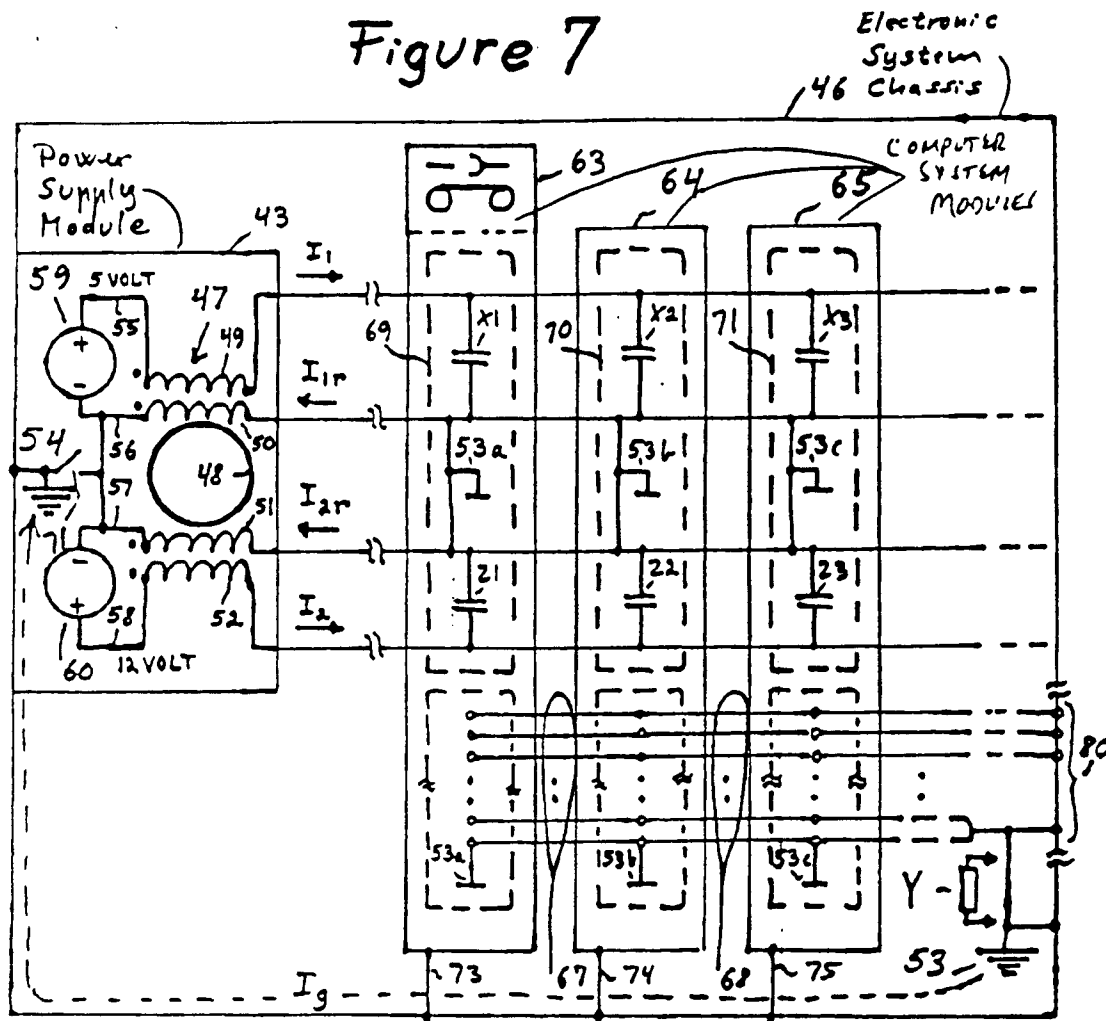 Figure 7
Electronic
System
Chassis
46
Power
Supply
Module
43
63
64
65
COMPUTER
SYSTEM
MODULES
59
5 VOLT
55
47
49
I1
X1
X2
X3
69
70
71
+
-
I1r
54
56
50
53a
53b
53c
48
57
I2r
51
-
+
58
52
21
22
23
60
12 VOLT
I2
80
53a
53b
53c
Y
53
73
67
74
68
75
Ig